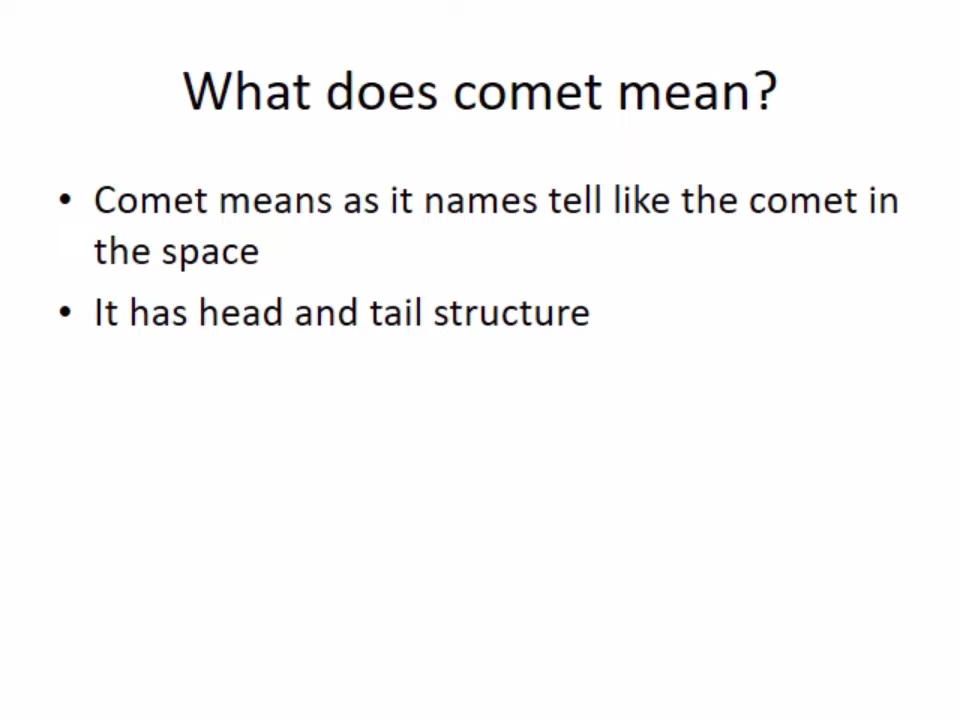 What does comet mean?
• Comet means as it names tell like the comet in
the space
• It has head and tail structure